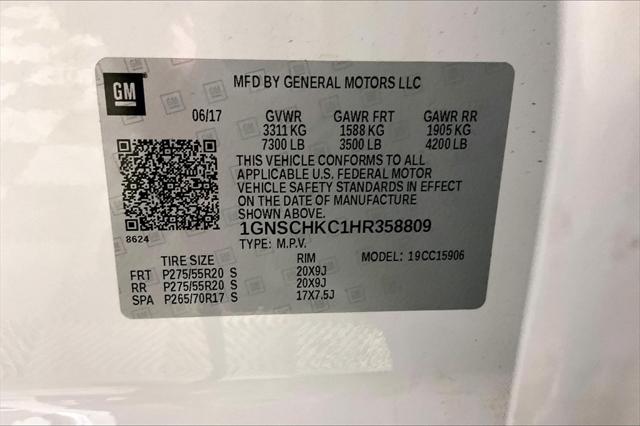 GM
MFD BY GENERAL MOTORS LLC
06/17 GVWR GAWR FRT GAWR RR
3311 KG 1588 KG 1905 KG
7300 LB 3500 LB 4200 LB
THIS VEHICLE CONFORMS TO ALL
APPLICABLE U.S. FEDERAL MOTOR
VEHICLE SAFETY STANDARDS IN EFFECT
ON THE DATE OF MANUFACTURE
SHOWN ABOVE.
1GNSCHKC1HR358809
8624
TYPE: M.P.V.
TIRE SIZE RIM MODEL: 19CC15906
FRT P275/55R20 S 20X9J
RR P275/55R20 S 20X9J
SPA P265/70R17 S 17X7.5J